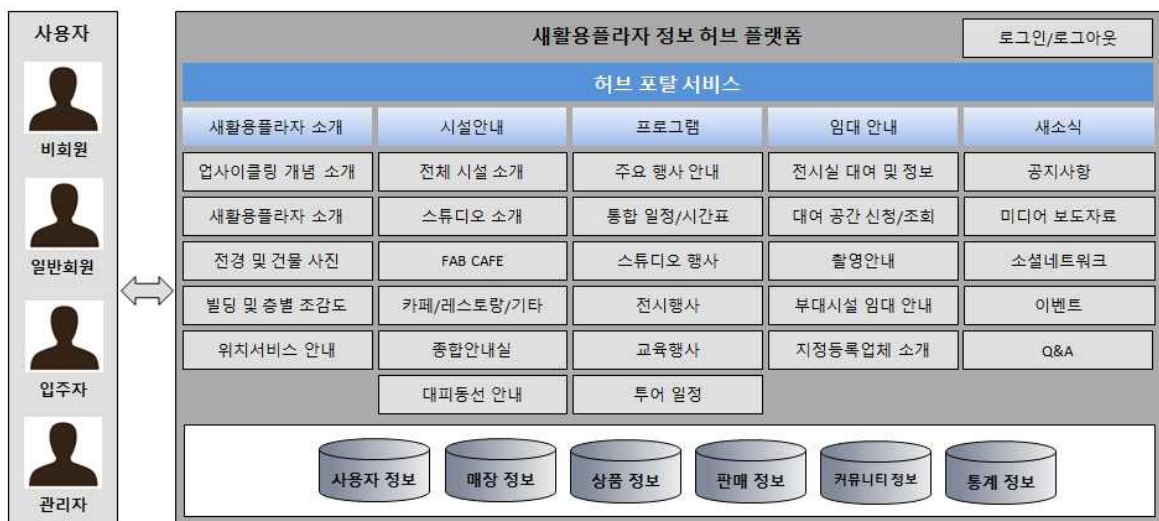 사용자
비회원
일반회원
입주자
관리자
새활용플라자 정보 허브 플랫폼
로그인/로그아웃
허브 포탈 서비스
새활용플라자 소개
시설안내
프로그램
임대 안내
새소식
업사이클링 개념 소개
전체 시설 소개
주요 행사 안내
전시실 대여 및 정보
공지사항
새활용플라자 소개
스튜디오 소개
통합 일정/시간표
대여 공간 신청/조회
미디어 보도자료
전경 및 건물 사진
FAB CAFE
스튜디오 행사
촬영안내
소셜네트워크
빌딩 및 층별 조감도
카페/레스토랑/기타
전시행사
부대시설 임대 안내
이벤트
위치서비스 안내
종합안내실
교육행사
지정등록업체 소개
Q&A
대피동선 안내
투어 일정
사용자 정보
매장 정보
상품 정보
판매 정보
커뮤니티 정보
통계 정보